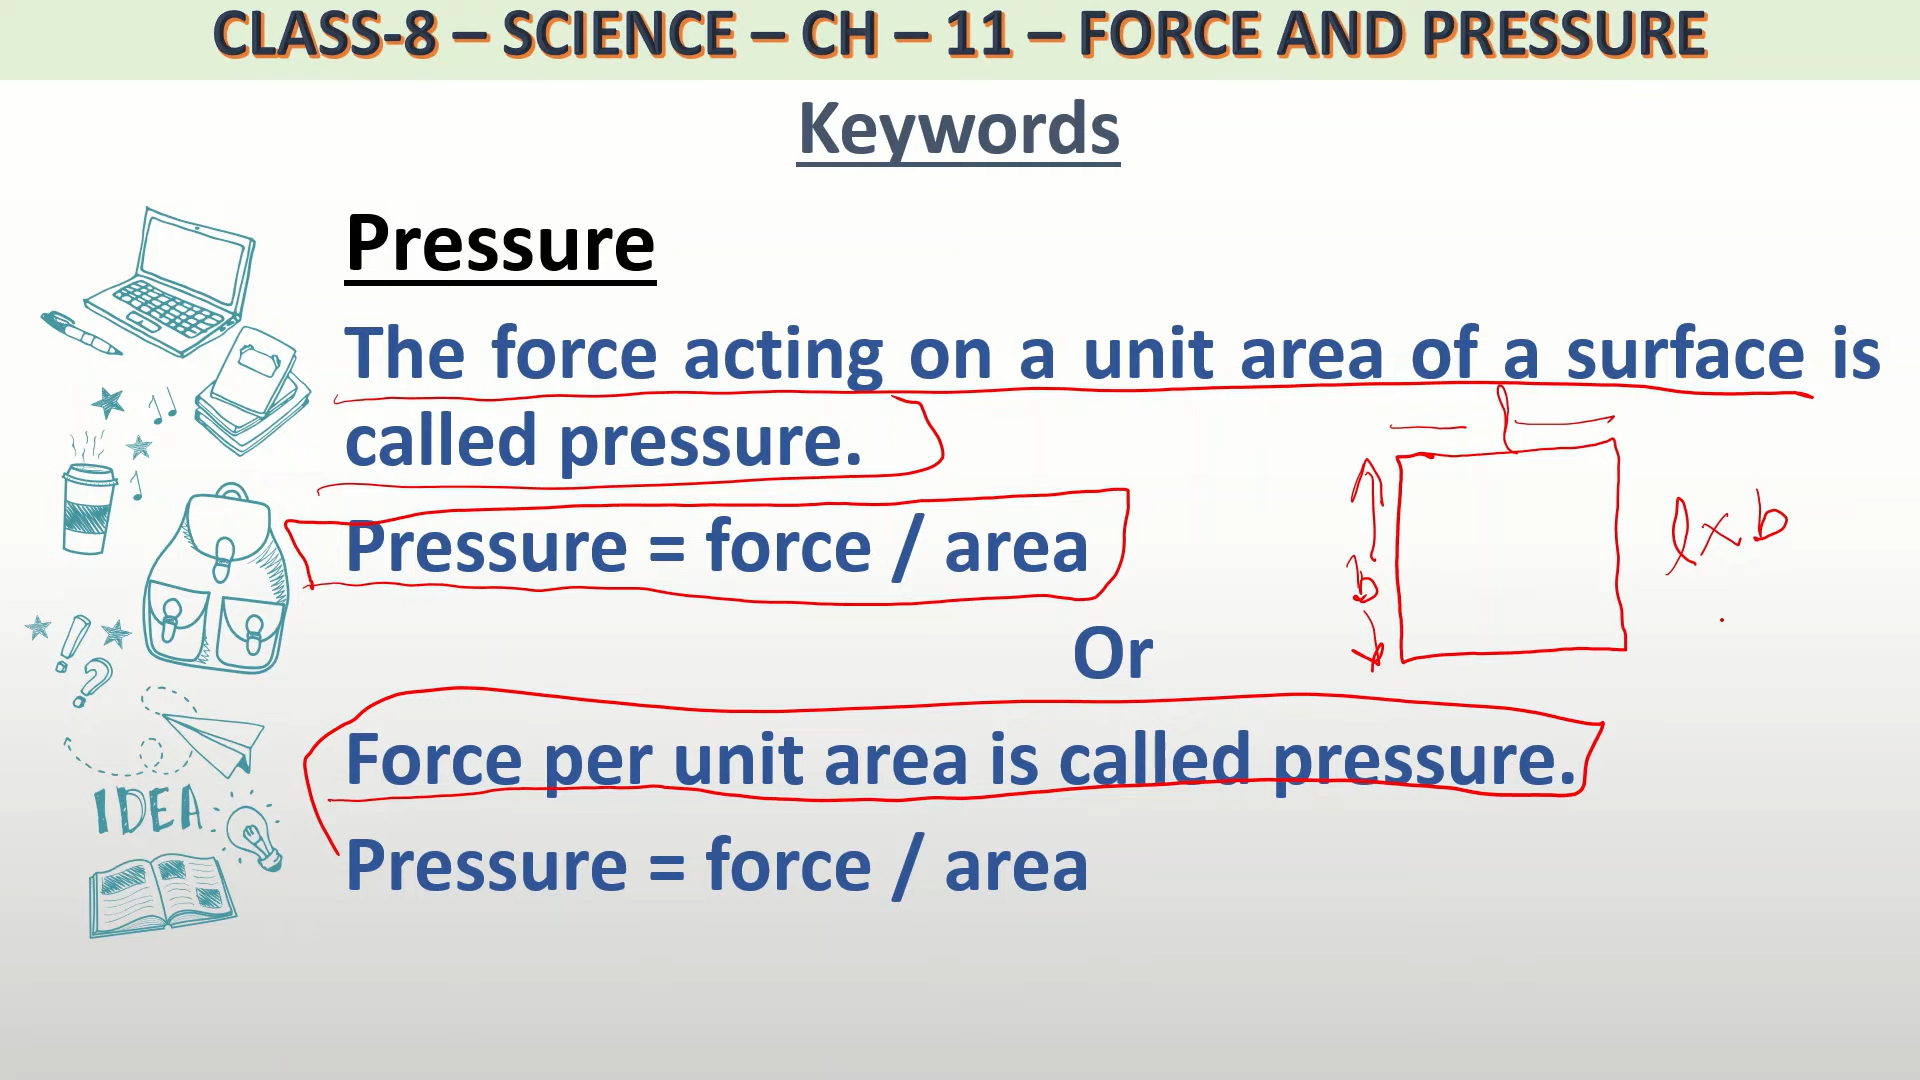 CLASS-8 – SCIENCE – CH – 11 – FORCE AND PRESSURE
Keywords
Pressure
The force acting on a unit area of a surface is
called pressure.
l
Pressure = force / area
l × b
b
Or
Force per unit area is called pressure.
IDEA
Pressure = force / area